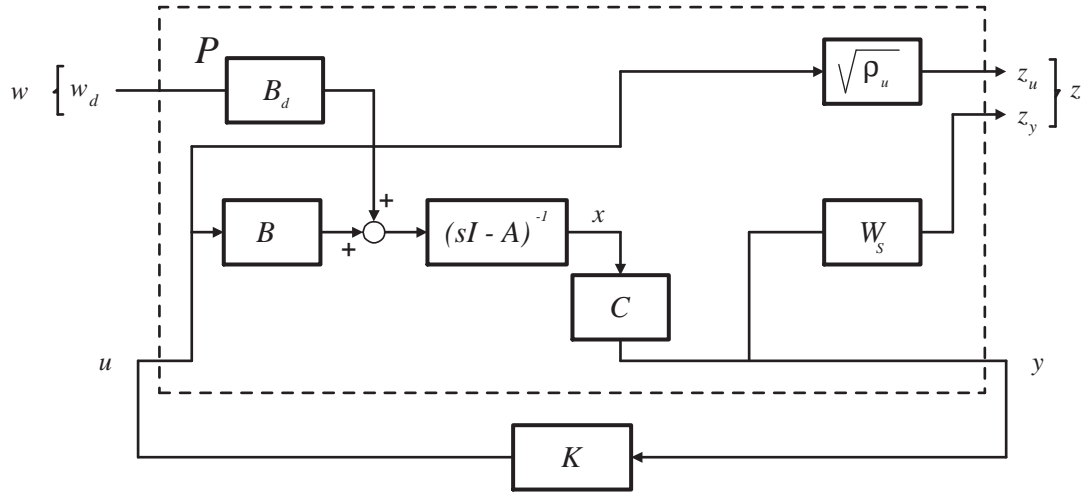 P
w { w_d
B_d
√ρ_u
z_u
z_y
} z
+
B
+
(sI - A)^{-1}
x
W_s
C
u
y
K